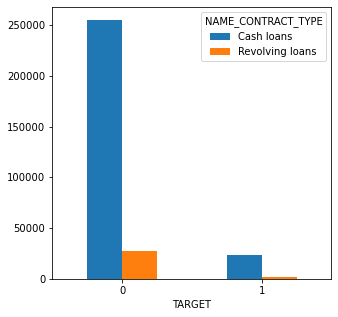 250000
200000
150000
100000
50000
0
NAME_CONTRACT_TYPE
Cash loans
Revolving loans
0 1
TARGET